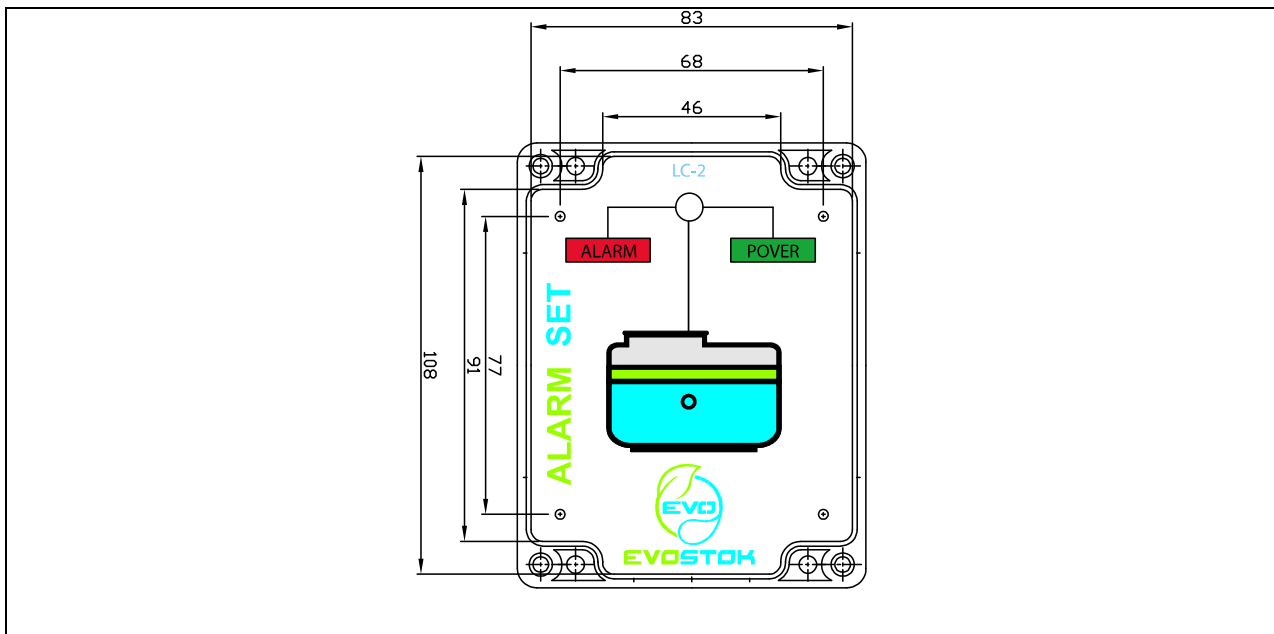 83
68
46
LC-2
ALARM
POVER
ALARM SET
108
91
77
EVO
EVOSTOK